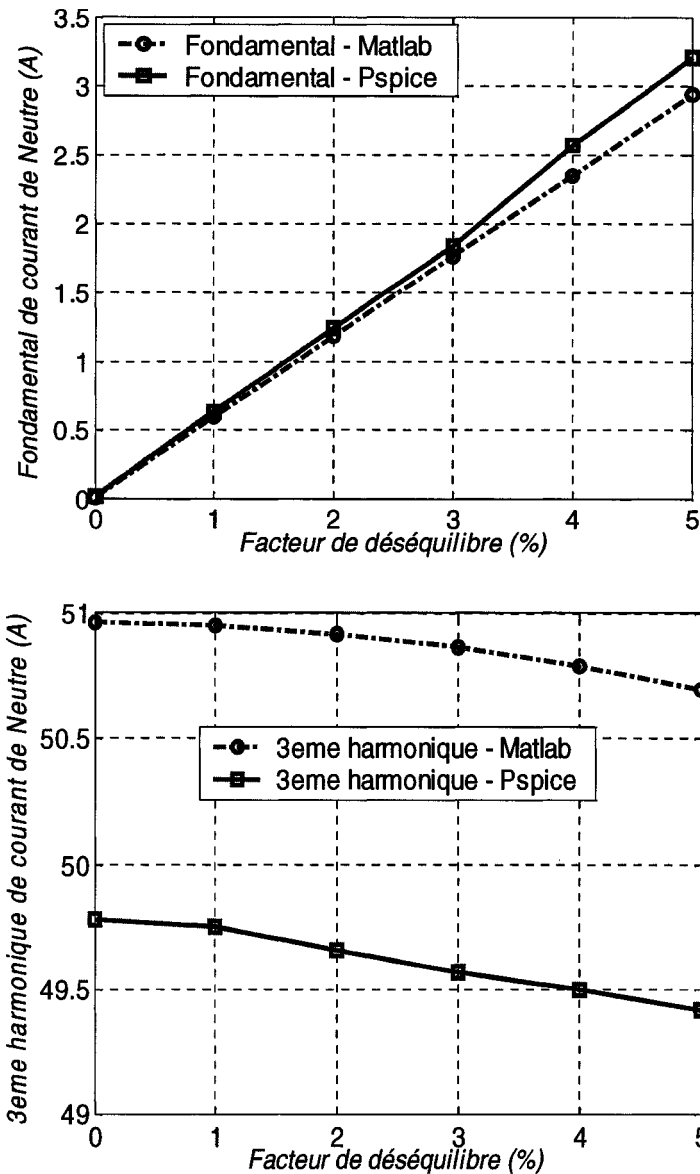 3.5
Fondamental - Matlab
Fondamental - Pspice
3
2.5
2
1.5
1
0.5
0
Fondamental de courant de Neutre (A)
0 1 2 3 4 5
Facteur de déséquilibre (%)
51
50.5
3eme harmonique - Matlab
3eme harmonique - Pspice
50
49.5
49
3eme harmonique de courant de Neutre (A)
0 1 2 3 4 5
Facteur de déséquilibre (%)